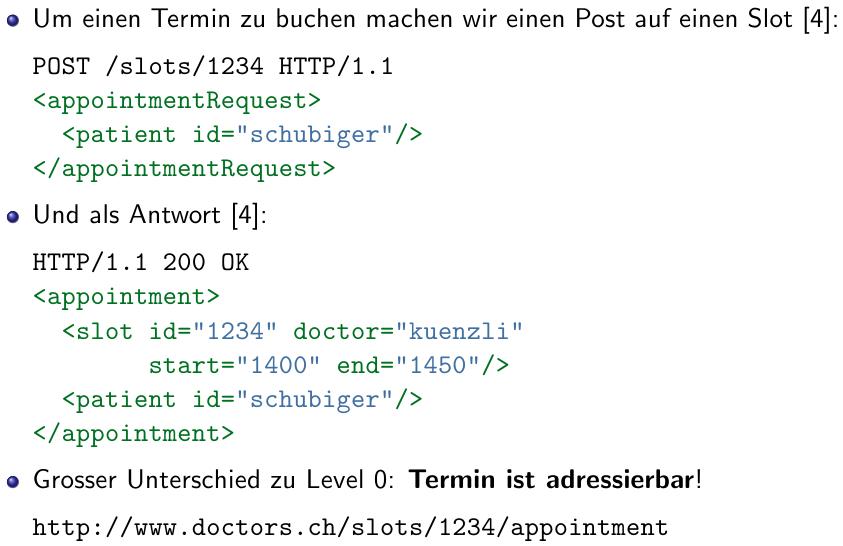 Um einen Termin zu buchen machen wir einen Post auf einen Slot [4]:
POST /slots/1234 HTTP/1.1
<appointmentRequest>
  <patient id="schubiger"/>
</appointmentRequest>
Und als Antwort [4]:
HTTP/1.1 200 OK
<appointment>
  <slot id="1234" doctor="kuenzli"
        start="1400" end="1450"/>
  <patient id="schubiger"/>
</appointment>
Grosser Unterschied zu Level 0: Termin ist adressierbar!
http://www.doctors.ch/slots/1234/appointment